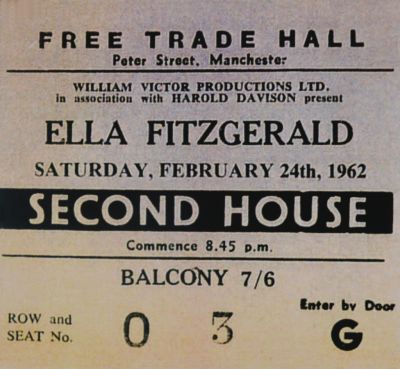 FREE TRADE HALL
Peter Street, Manchester
WILLIAM VICTOR PRODUCTIONS LTD.
in association with HAROLD DAVISON present
ELLA FITZGERALD
SATURDAY, FEBRUARY 24th, 1962
SECOND HOUSE
Commence 8.45 p.m.
BALCONY 7/6
ROW and
SEAT No.
O 3
Enter by Door
G